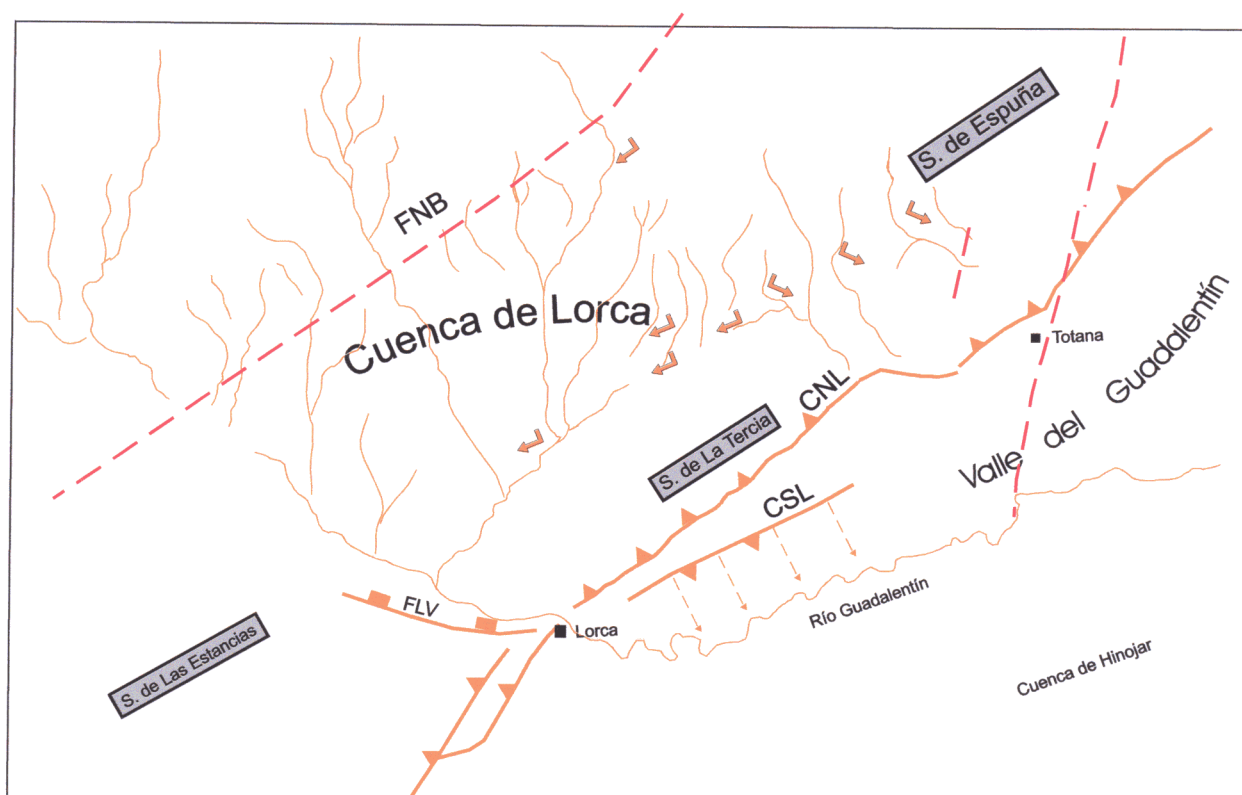 S. de Espuña
FNB
Cuenca de Lorca
Totana
Valle del Guadalentín
CNL
S. de La Tercia
CSL
Río Guadalentín
FLV
Lorca
S. de Las Estancias
Cuenca de Hinojar